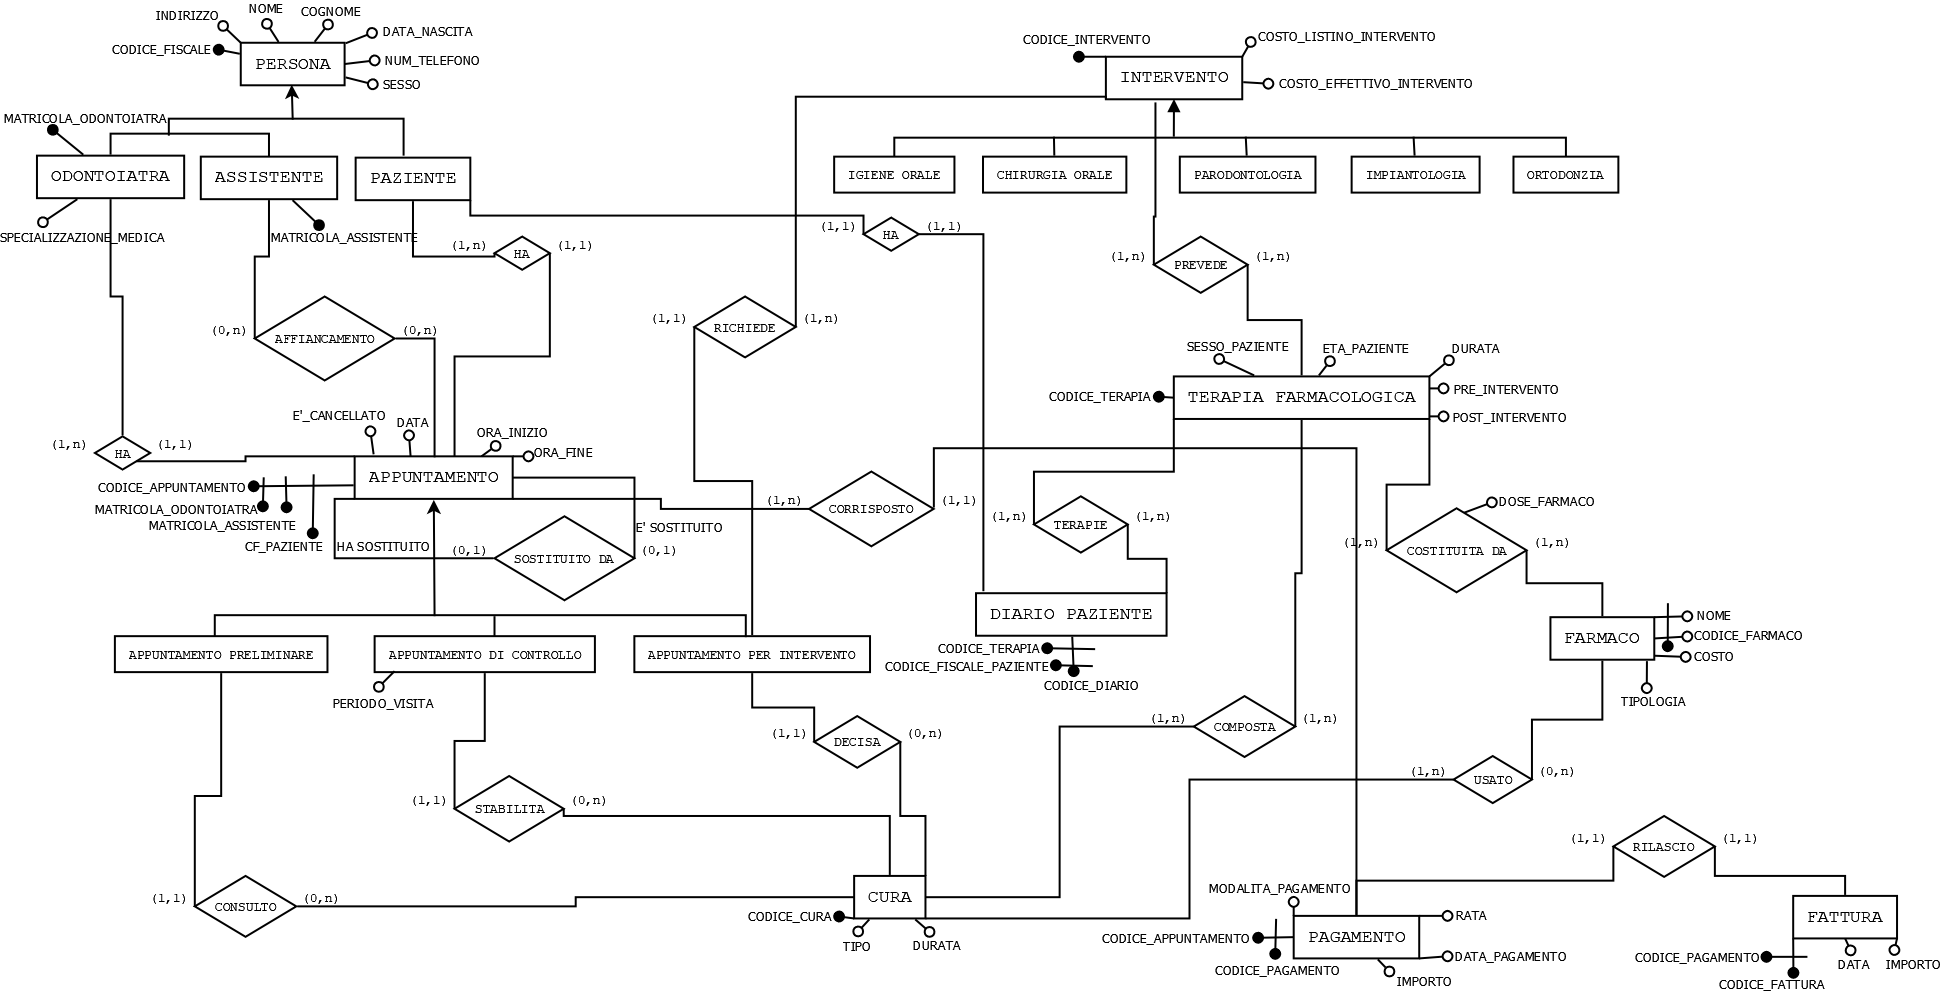 INDIRIZZO
NOME
COGNOME
CODICE_FISCALE
DATA_NASCITA
PERSONA
NUM_TELEFONO
SESSO
CODICE_INTERVENTO
COSTO_LISTINO_INTERVENTO
INTERVENTO
COSTO_EFFETTIVO_INTERVENTO
MATRICOLA_ODONTOIATRA
ODONTOIATRA
ASSISTENTE
PAZIENTE
IGIENE ORALE
CHIRURGIA ORALE
PARODONTOLOGIA
IMPIANTOLOGIA
ORTODONZIA
SPECIALIZZAZIONE_MEDICA
MATRICOLA_ASSISTENTE
(1,n)
HA
(1,1)
(1,1)
HA
(1,1)
(1,n)
PREVEDE
(1,n)
(0,n)
AFFIANCAMENTO
(0,n)
(1,1)
RICHIEDE
(1,n)
SESSO_PAZIENTE
ETA_PAZIENTE
DURATA
CODICE_TERAPIA
TERAPIA FARMACOLOGICA
PRE_INTERVENTO
POST_INTERVENTO
E'_CANCELLATO
DATA
ORA_INIZIO
ORA_FINE
(1,n)
HA
(1,1)
APPUNTAMENTO
CODICE_APPUNTAMENTO
MATRICOLA_ODONTOIATRA
MATRICOLA_ASSISTENTE
CF_PAZIENTE
HA SOSTITUITO
(0,1)
SOSTITUITO DA
(0,1)
E' SOSTITUITO
(1,n)
CORRISPOSTO
(1,1)
(1,n)
TERAPIE
(1,n)
DOSE_FARMACO
(1,n)
COSTITUITA DA
(1,n)
DIARIO PAZIENTE
CODICE_TERAPIA
CODICE_FISCALE_PAZIENTE
CODICE_DIARIO
FARMACO
NOME
CODICE_FARMACO
COSTO
TIPOLOGIA
APPUNTAMENTO PRELIMINARE
APPUNTAMENTO DI CONTROLLO
APPUNTAMENTO PER INTERVENTO
PERIODO_VISITA
(1,1)
DECISA
(0,n)
(1,n)
COMPOSTA
(1,n)
(1,1)
STABILITA
(0,n)
(1,n)
USATO
(0,n)
(1,1)
RILASCIO
(1,1)
(1,1)
CONSULTO
(0,n)
CURA
CODICE_CURA
TIPO
DURATA
MODALITA_PAGAMENTO
RATA
CODICE_APPUNTAMENTO
PAGAMENTO
DATA_PAGAMENTO
CODICE_PAGAMENTO
IMPORTO
FATTURA
CODICE_PAGAMENTO
DATA
IMPORTO
CODICE_FATTURA